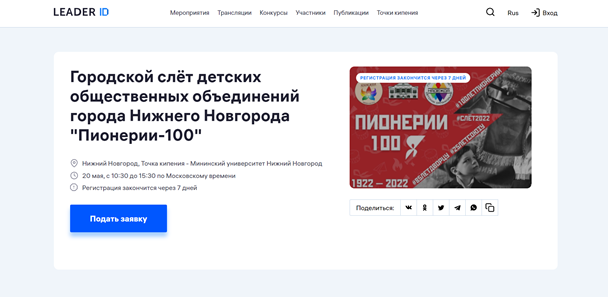 LEADER ID
Мероприятия Трансляции Конкурсы Участники Публикации Точки кипения
Rus Вход
Городской слёт детских
общественных объединений
города Нижнего Новгорода
"Пионерии-100"
Нижний Новгород, Точка кипения - Мининский университет Нижний Новгород
20 мая, с 10:30 до 15:30 по Московскому времени
Регистрация закончится через 7 дней
Подать заявку
РЕГИСТРАЦИЯ ЗАКОНЧИТСЯ ЧЕРЕЗ 7 ДНЕЙ
#100ЛЕТПИОНЕРИИ
#СЛЁТ2022
ПИОНЕРИИ
100
1922 – 2022
Поделиться: